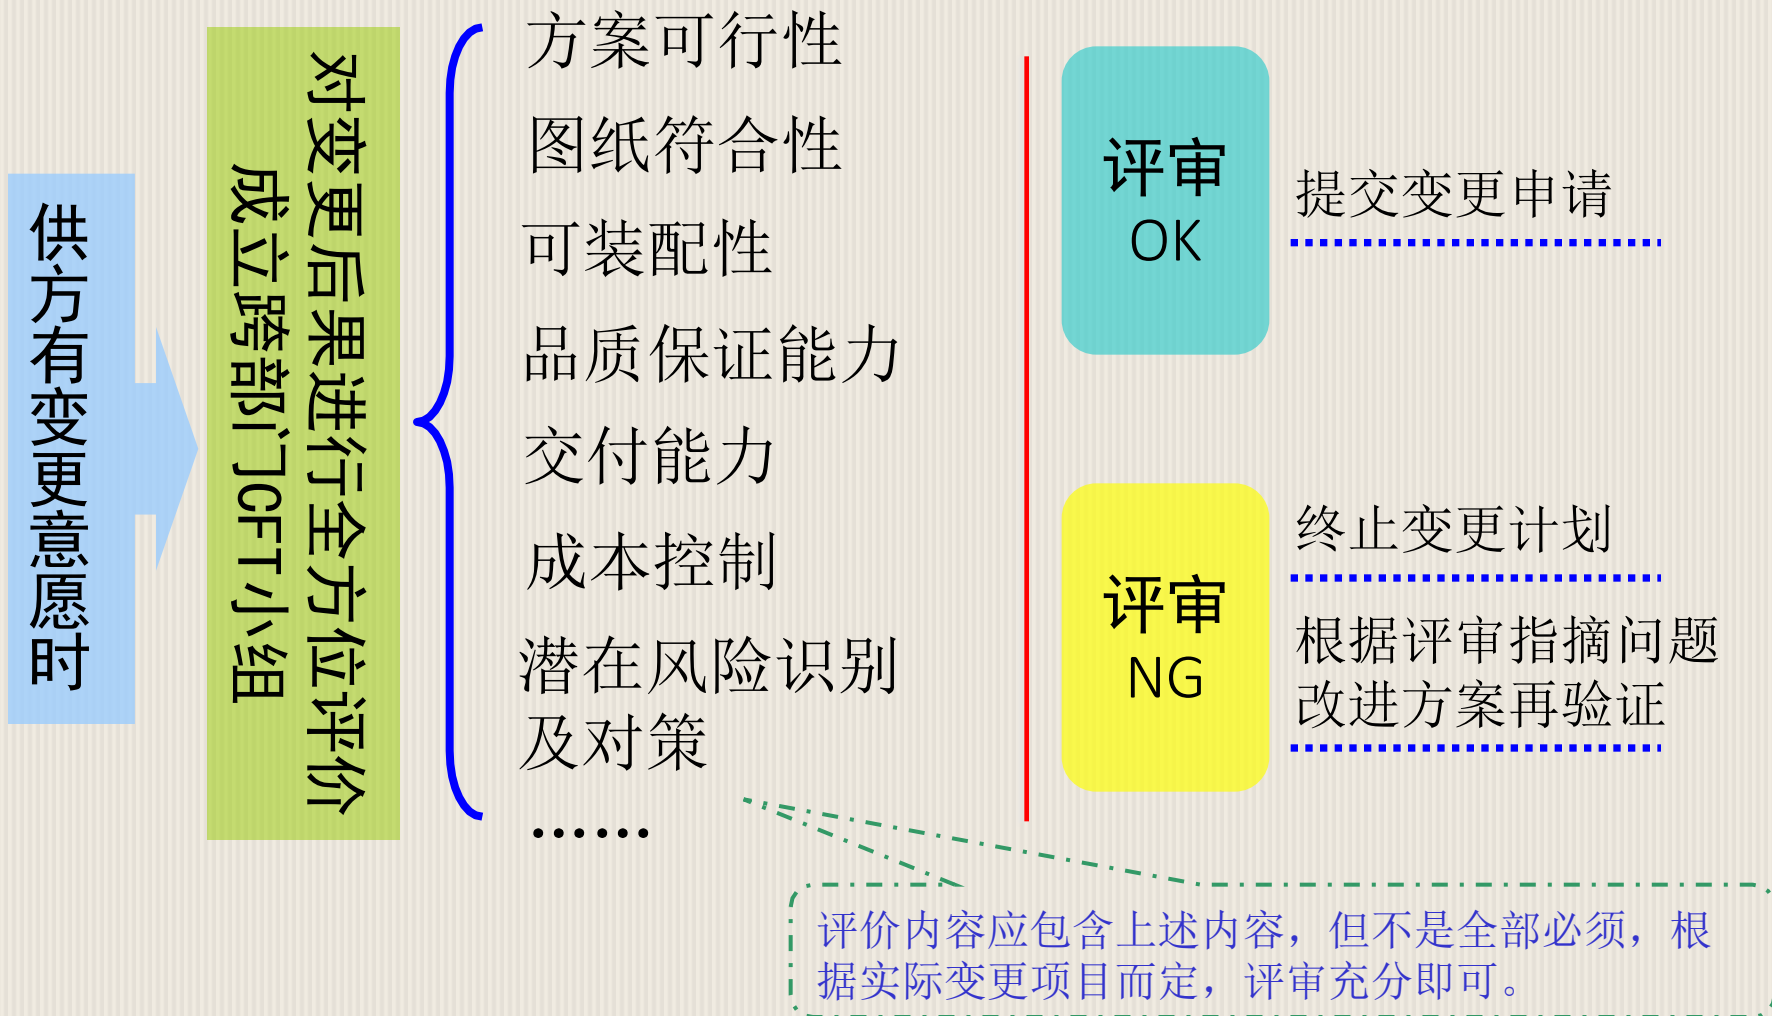 供方有变更意愿时
对变更后果进行全方位评价
成立跨部门CFT小组
方案可行性
图纸符合性
可装配性
品质保证能力
交付能力
成本控制
潜在风险识别
及对策
……
评审
OK
提交变更申请
评审
NG
终止变更计划
根据评审指摘问题
改进方案再验证
评价内容应包含上述内容，但不是全部必须，根
据实际变更项目而定，评审充分即可。